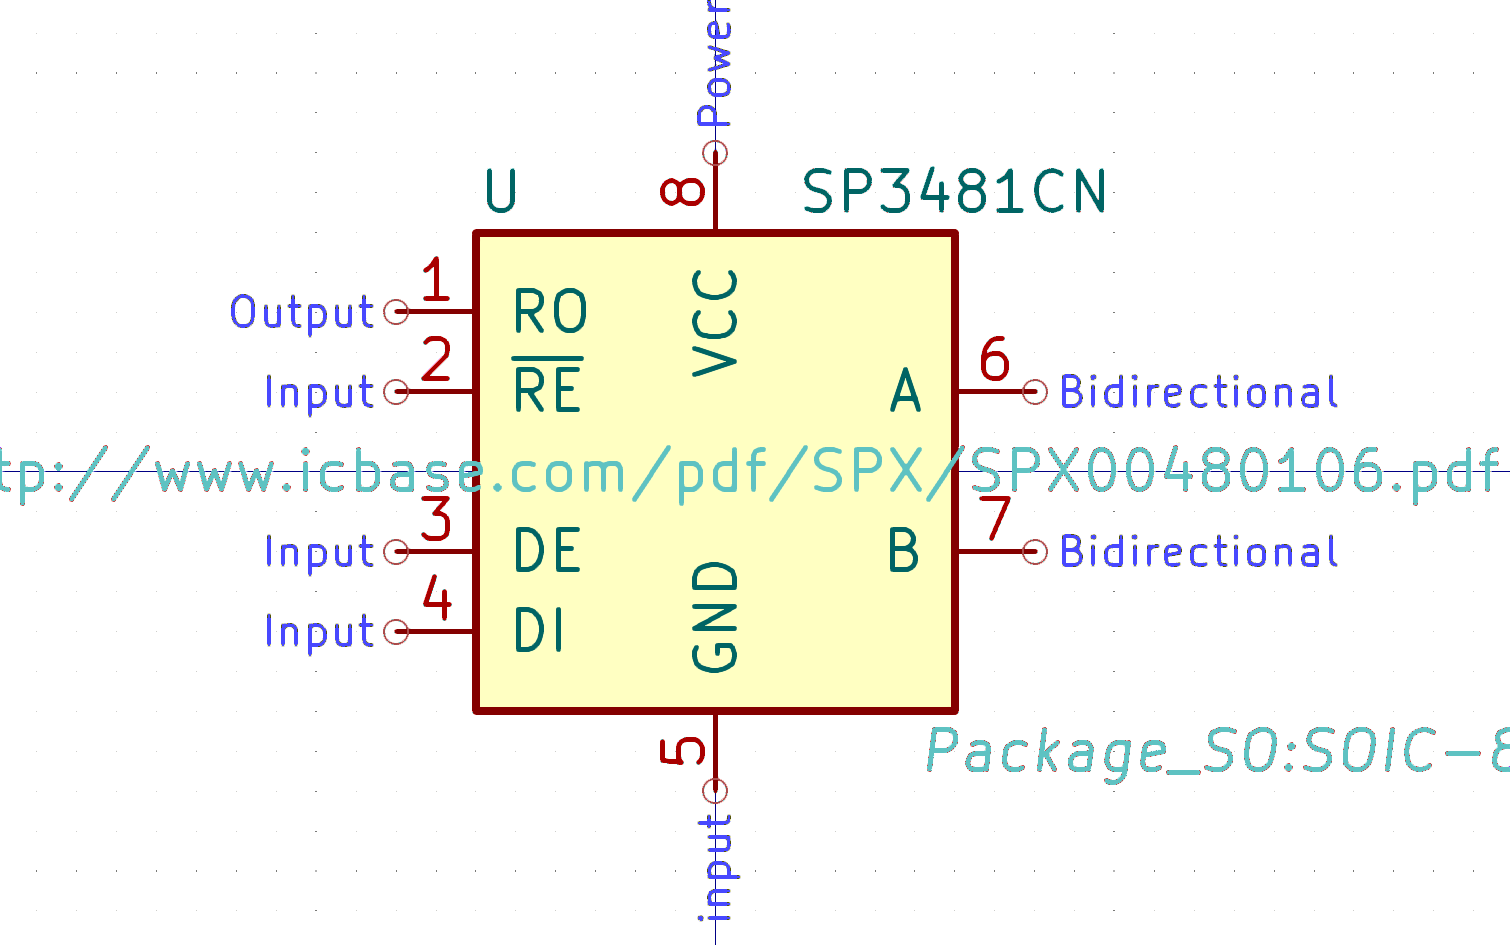 Power
U
8
SP3481CN
1
Output
RO
VCC
2
Input
RE
A
6
Bidirectional
tp://www.icbase.com/pdf/SPX/SPX00480106.pdf
3
Input
DE
B
7
Bidirectional
4
Input
DI
GND
5
Package_SO:SOIC-8
input